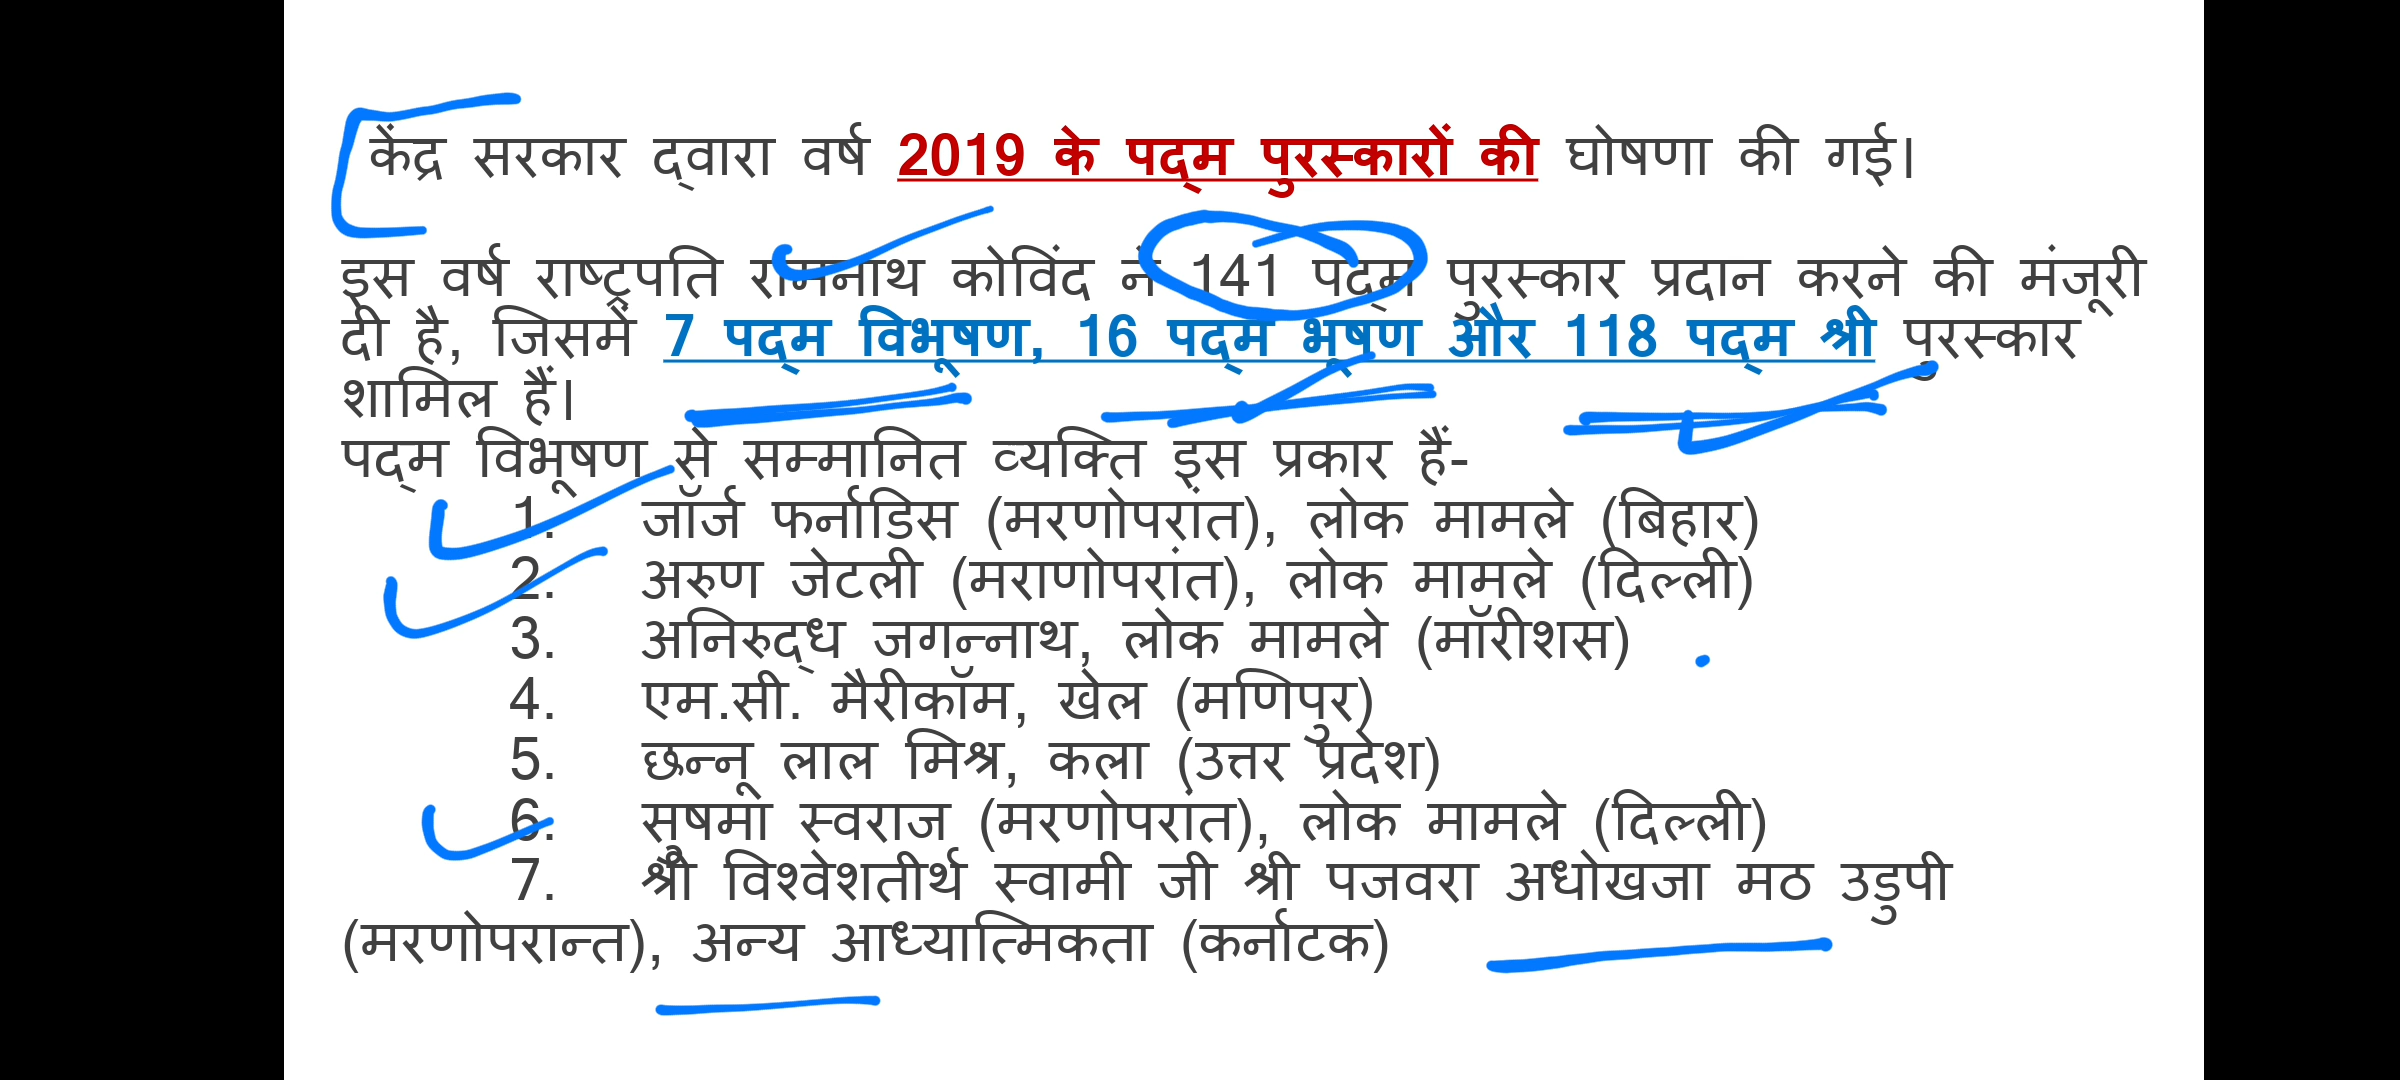 केंद्र सरकार द्वारा वर्ष 2019 के पद्म पुरस्कारों की घोषणा की गई।
इस वर्ष राष्ट्रपति रामनाथ कोविंद ने 141 पद्म पुरस्कार प्रदान करने की मंजूरी
दी है, जिसमें 7 पद्म विभूषण, 16 पद्म भूषण और 118 पद्म श्री पुरस्कार
शामिल हैं।
पद्म विभूषण से सम्मानित व्यक्ति इस प्रकार हैं-
1. जॉर्ज फर्नाडिस (मरणोपरांत), लोक मामले (बिहार)
2. अरुण जेटली (मराणोपरांत), लोक मामले (दिल्ली)
3. अनिरुद्ध जगन्नाथ, लोक मामले (मॉरीशस)
4. एम.सी. मैरीकॉम, खेल (मणिपुर)
5. छन्नू लाल मिश्र, कला (उत्तर प्रदेश)
6. सुषमा स्वराज (मरणोपरांत), लोक मामले (दिल्ली)
7. श्री विश्वेशतीर्थ स्वामी जी श्री पजवरा अधोखजा मठ उडुपी
(मरणोपरान्त), अन्य आध्यात्मिकता (कर्नाटक)